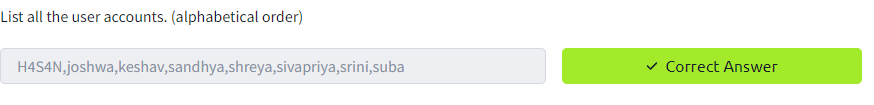 List all the user accounts. (alphabetical order)
H4S4N,joshwa,keshav,sandhya,shreya,sivapriya,srini,suba
Correct Answer